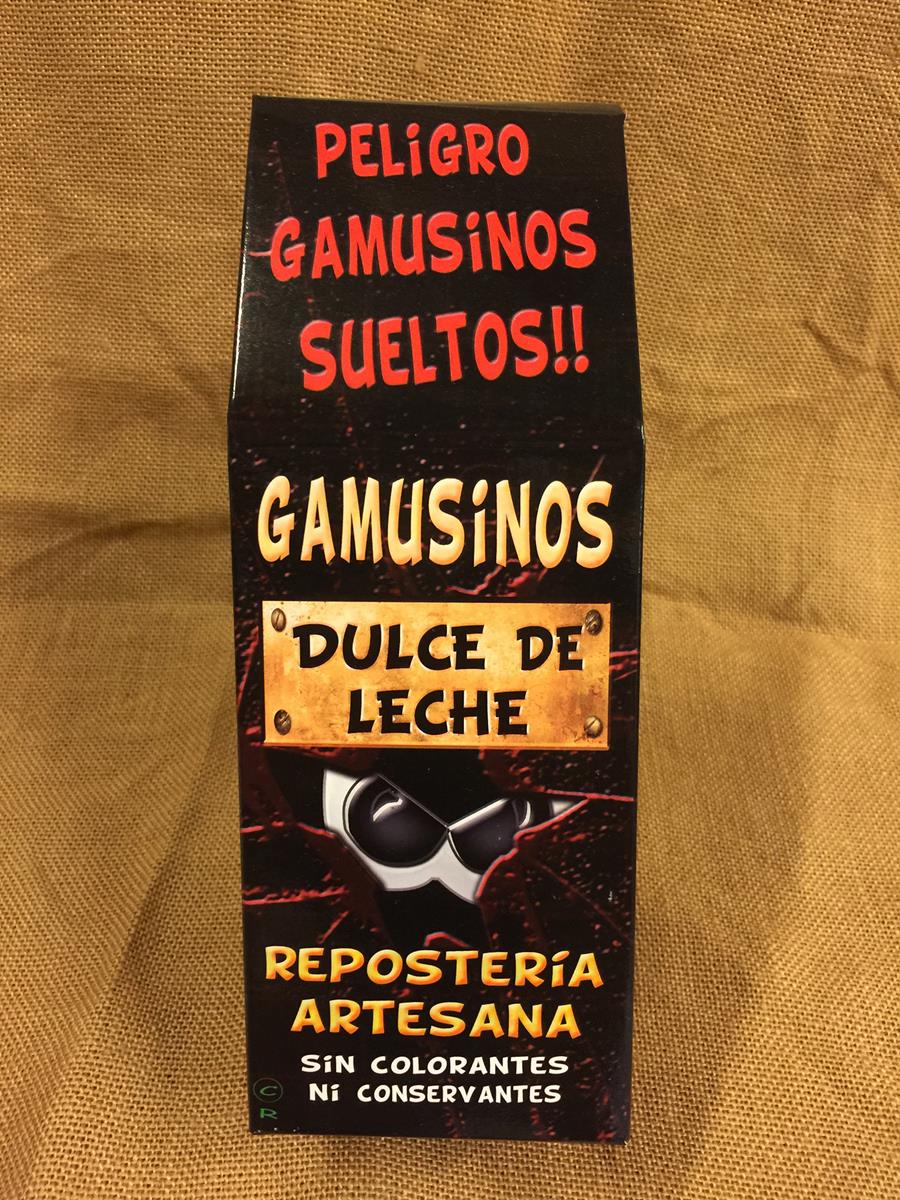 PELiGRO
GAMUSiNOS
SUELTOS!!
GAMUSiNOS
DULCE DE
LECHE
REPOSTERíA
ARTESANA
SiN COLORANTES
Ni CONSERVANTES
C
R